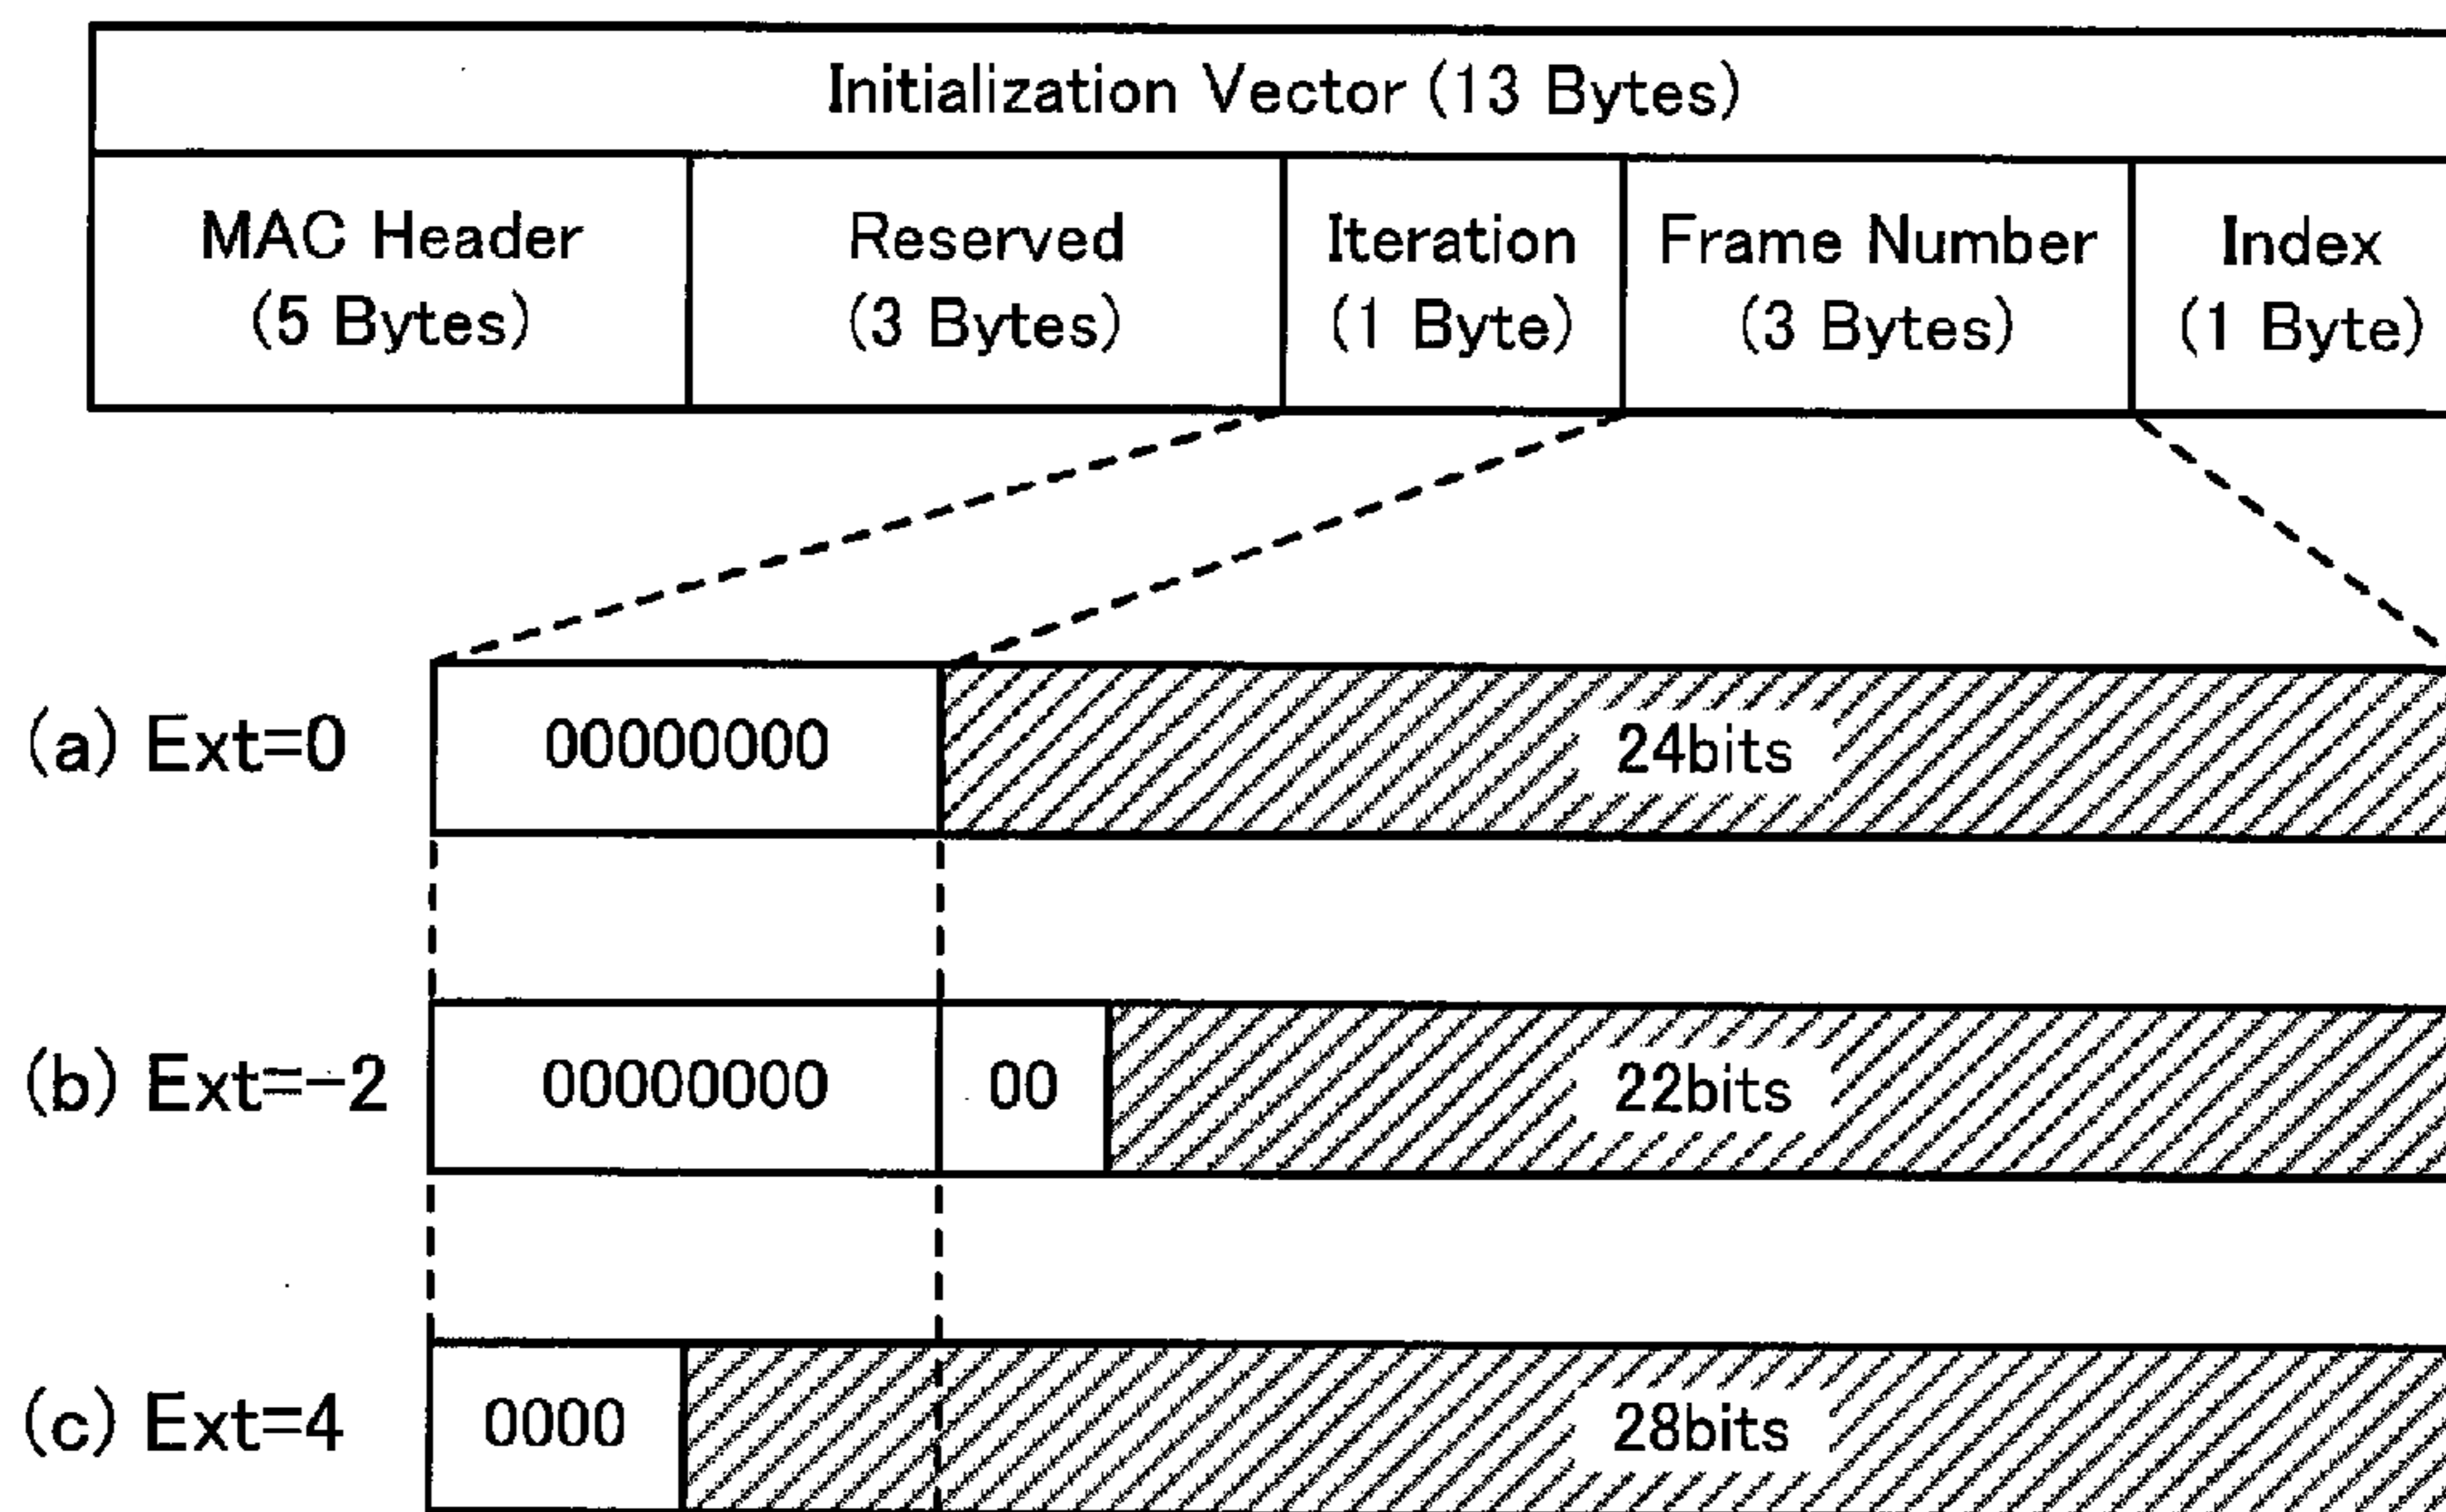 Initialization Vector (13 Bytes)
MAC Header
(5 Bytes)
Reserved
(3 Bytes)
Iteration
(1 Byte)
Frame Number
(3 Bytes)
Index
(1 Byte)
(a) Ext=0
00000000
24bits
(b) Ext=-2
00000000
00
22bits
(c) Ext=4
0000
28bits